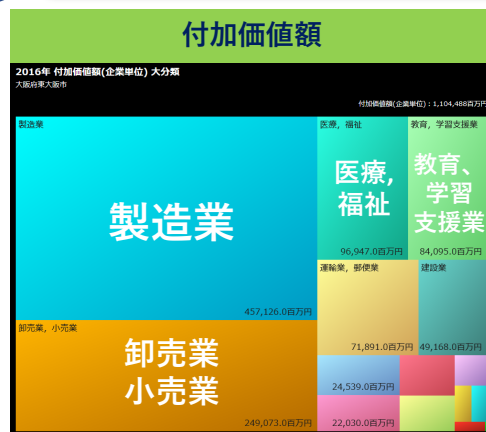 付加価値額
2016年 付加価値額(企業単位) 大分類
大阪府東大阪市
付加価値額(企業単位)：1,104,488百万円
製造業
製造業
457,126.0百万円
卸売業，小売業
卸売業
小売業
249,073.0百万円
医療，福祉
医療,
福祉
96,947.0百万円
教育，学習支援業
教育、
学習
支援業
84,095.0百万円
運輸業，郵便業
71,891.0百万円
建設業
49,168.0百万円
24,539.0百万円
22,030.0百万円